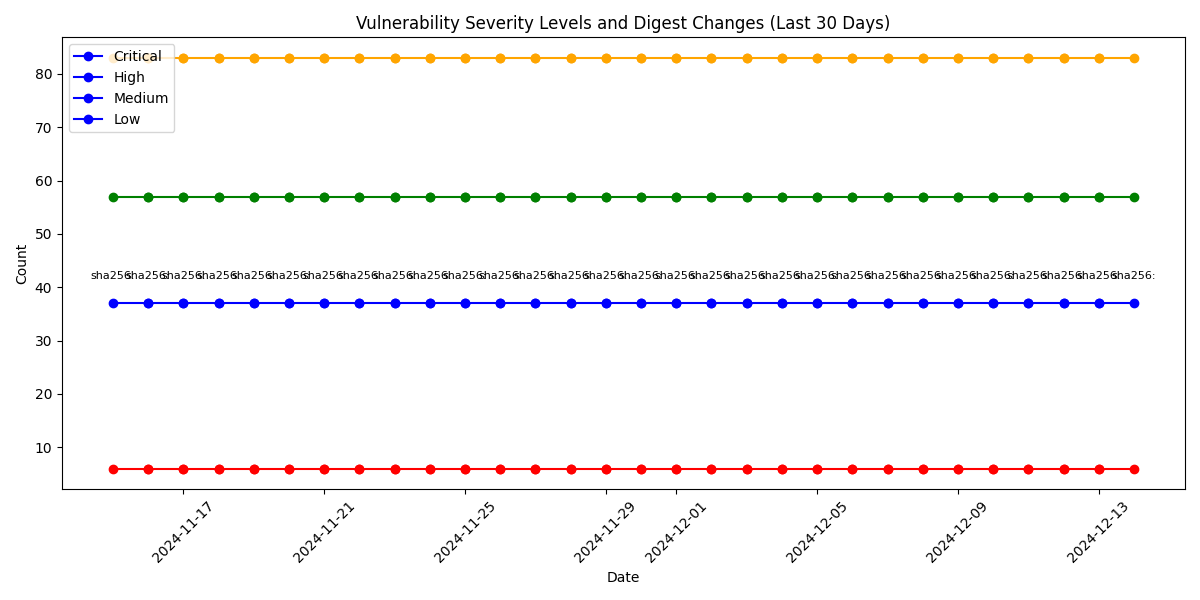 Vulnerability Severity Levels and Digest Changes (Last 30 Days)
Critical
High
Medium
Low
80
70
60
50
40
30
20
10
Count
sha256: sha256: sha256: sha256: sha256: sha256: sha256: sha256: sha256: sha256: sha256: sha256: sha256: sha256: sha256: sha256: sha256: sha256: sha256: sha256: sha256: sha256: sha256: sha256: sha256: sha256: sha256: sha256: sha256: sha256:
2024-11-17
2024-11-21
2024-11-25
2024-11-29
2024-12-01
2024-12-05
2024-12-09
2024-12-13
Date